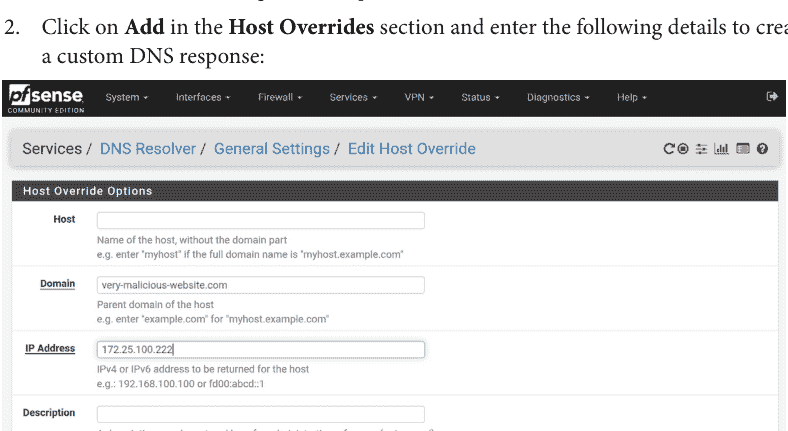 2. Click on Add in the Host Overrides section and enter the following details to crea
a custom DNS response:
pfsense
COMMUNITY EDITION
System Interfaces Firewall Services VPN Status Diagnostics Help
Services / DNS Resolver / General Settings / Edit Host Override
Host Override Options
Host
Name of the host, without the domain part
e.g. enter "myhost" if the full domain name is "myhost.example.com"
Domain very-malicious-website.com
Parent domain of the host
e.g. enter "example.com" for "myhost.example.com"
IP Address 172.25.100.222
IPv4 or IPv6 address to be returned for the host
e.g.: 192.168.100.100 or fd00:abcd::1
Description